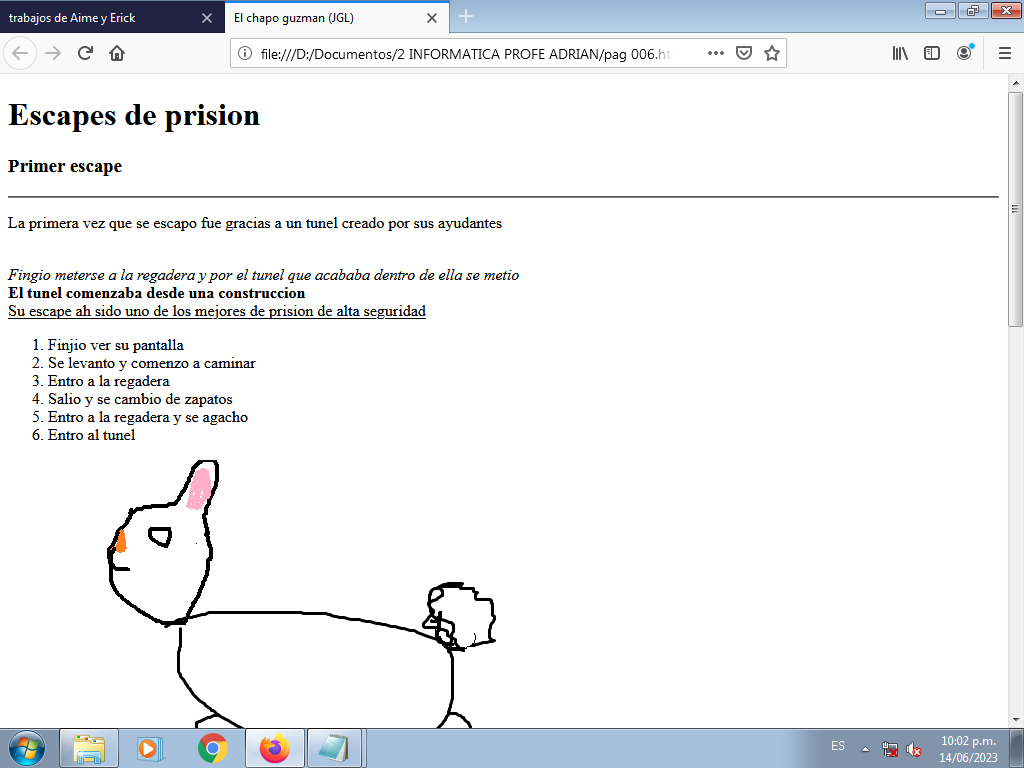 trabajos de Aime y Erick
El chapo guzman (JGL)
file:///D:/Documentos/2 INFORMATICA PROFE ADRIAN/pag 006.ht
Escapes de prision
Primer escape
La primera vez que se escapo fue gracias a un tunel creado por sus ayudantes
Fingio meterse a la regadera y por el tunel que acababa dentro de ella se metio
El tunel comenzaba desde una construccion
Su escape ah sido uno de los mejores de prision de alta seguridad
1. Finjio ver su pantalla
2. Se levanto y comenzo a caminar
3. Entro a la regadera
4. Salio y se cambio de zapatos
5. Entro a la regadera y se agacho
6. Entro al tunel
ES
10:02 p.m.
14/06/2023